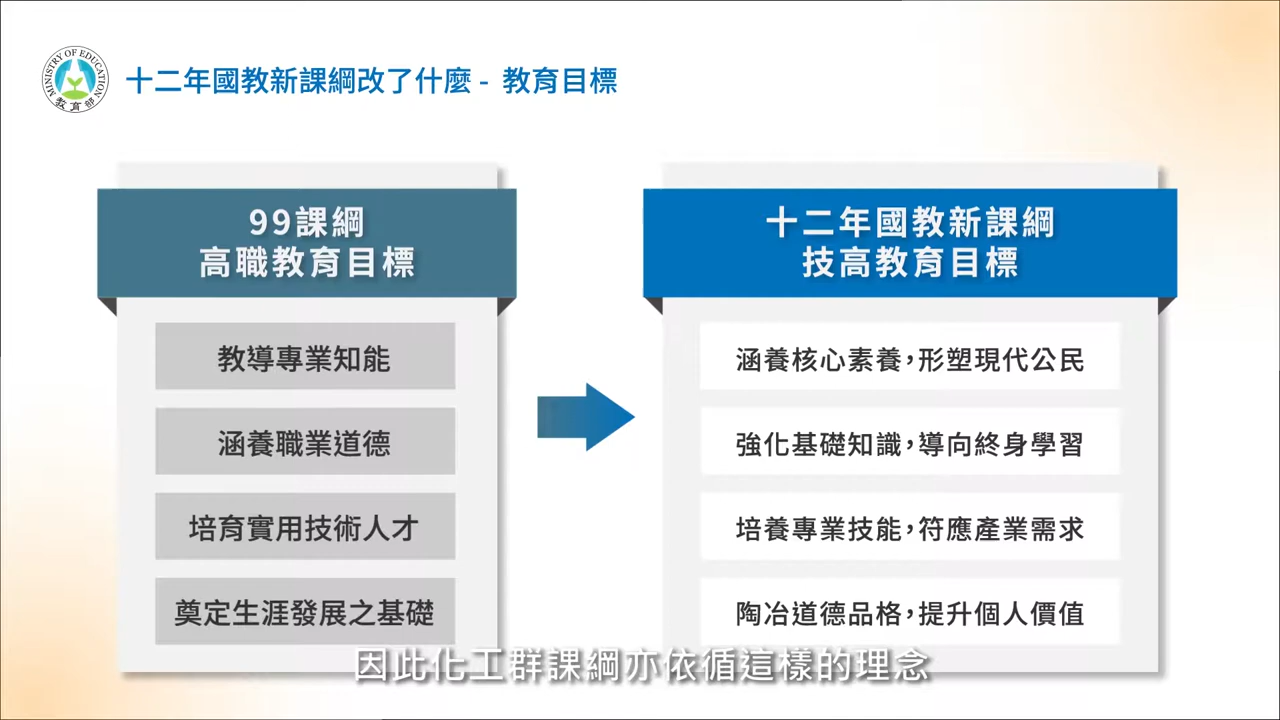 MINISTRY OF EDUCATION
教育部
十二年國教新課綱改了什麼 - 教育目標
99課綱
高職教育目標
教導專業知能
涵養職業道德
培育實用技術人才
奠定生涯發展之基礎
十二年國教新課綱
技高教育目標
涵養核心素養，形塑現代公民
強化基礎知識，導向終身學習
培養專業技能，符應產業需求
陶冶道德品格，提升個人價值
因此化工群課綱亦依循這樣的理念